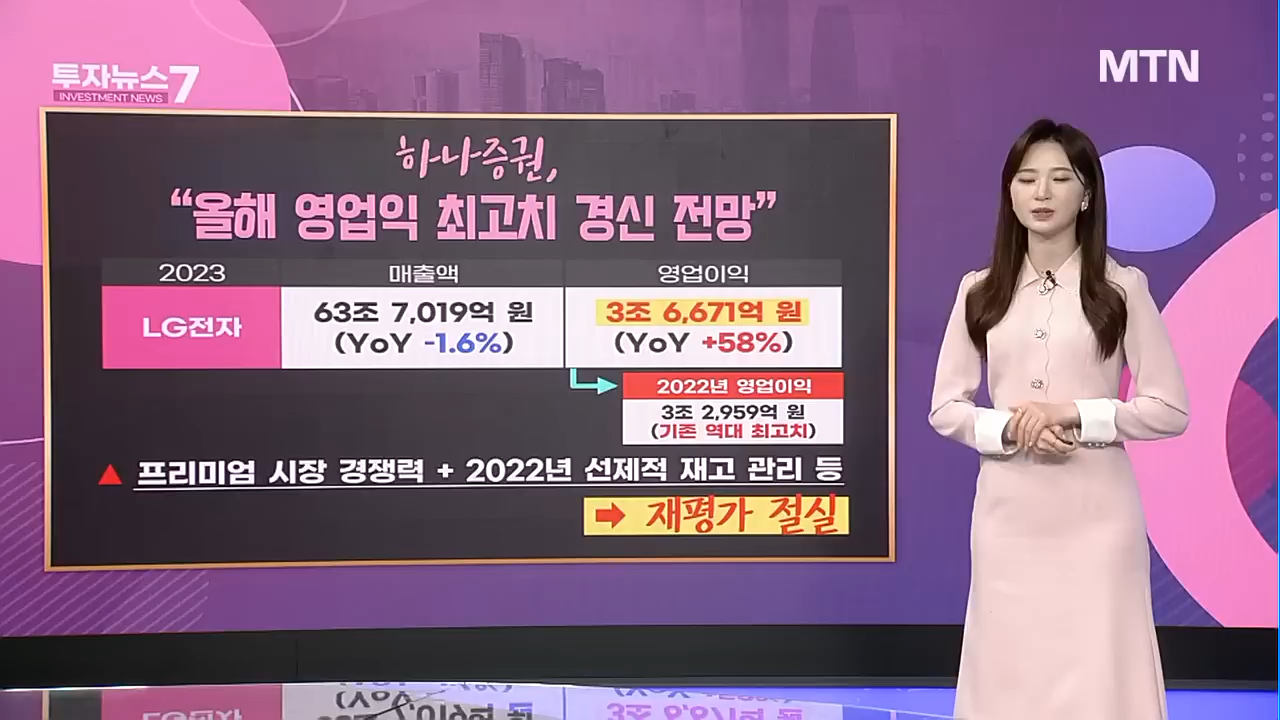 투자뉴스7
INVESTMENT NEWS
MTN
하나증권,
“올해 영업익 최고치 경신 전망”
2023 매출액 영업이익
LG전자 63조 7,019억 원 3조 6,671억 원
(YoY -1.6%) (YoY +58%)
2022년 영업이익
3조 2,959억 원
(기존 역대 최고치)
▲ 프리미엄 시장 경쟁력 + 2022년 선제적 재고 관리 등
➡ 재평가 절실